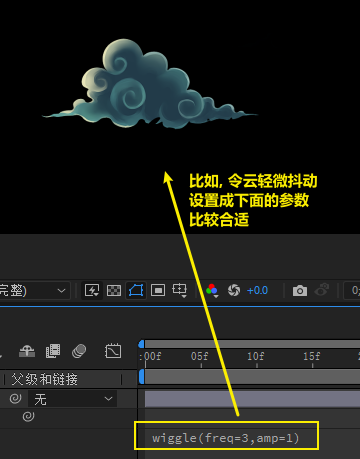 比如, 令云轻微抖动
设置成下面的参数
比较合适
完整)
+0.0
0;
:00f 05f 10f 15f
父级和链接
无
wiggle(freq=3,amp=1)